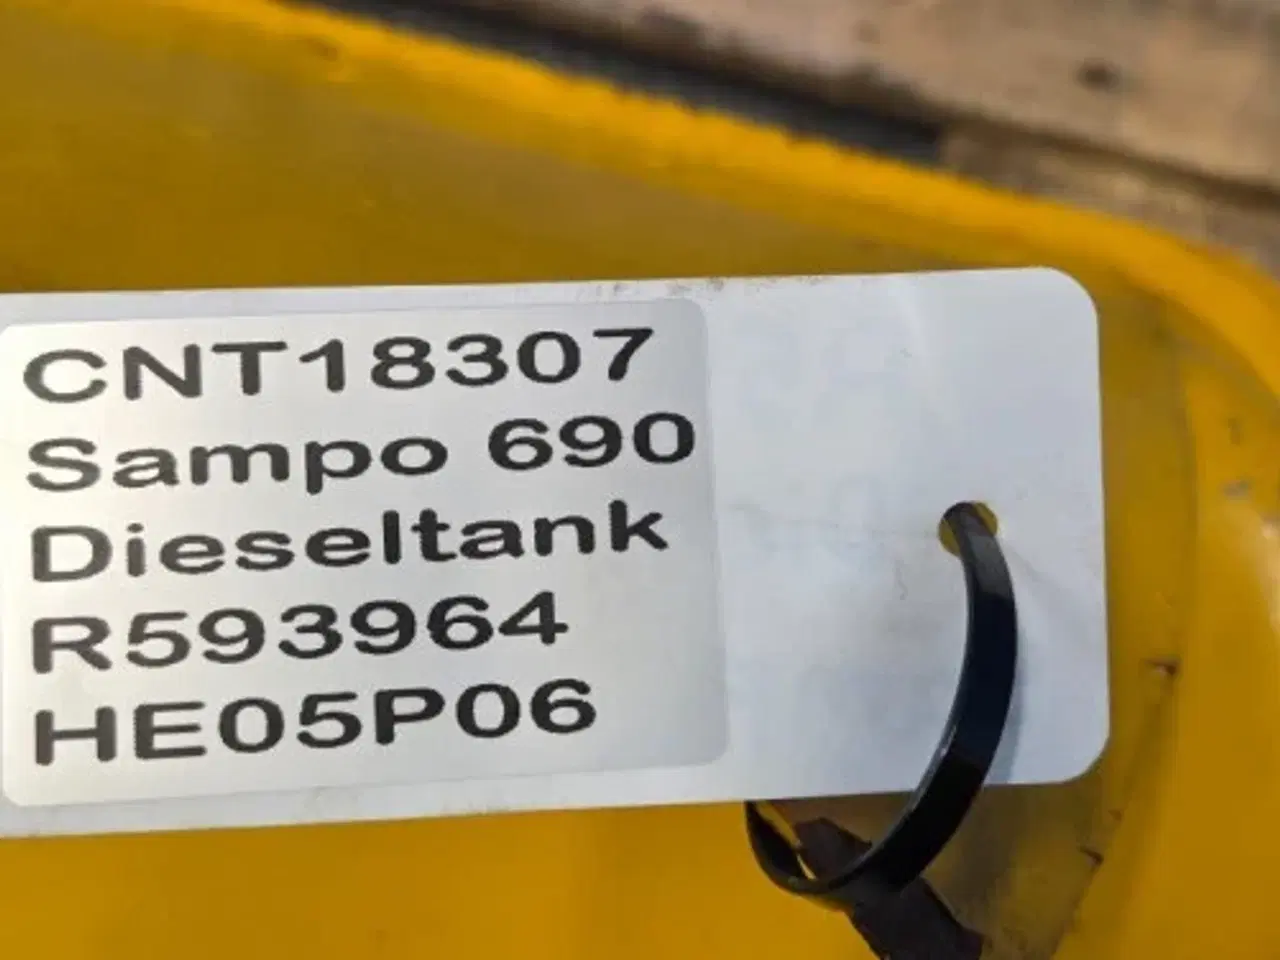 CNT18307
Sampo 690
Dieseltank
R593964
HE05P06